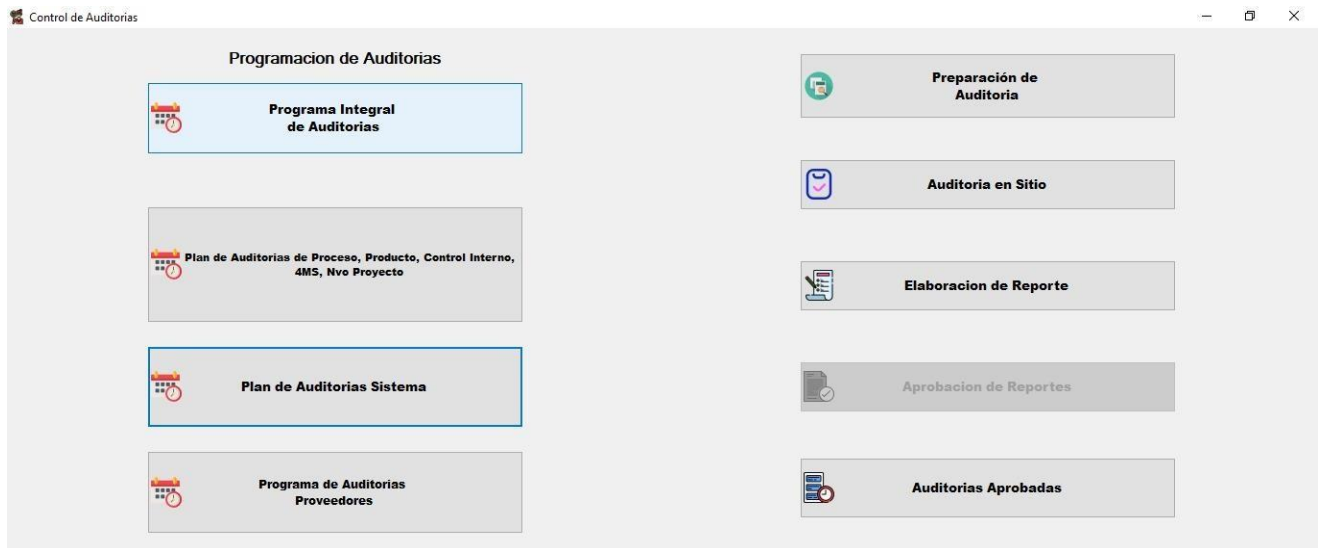 Control de Auditorias
Programacion de Auditorias
Programa Integral
de Auditorias
Plan de Auditorias de Proceso, Producto, Control Interno,
4MS, Nvo Proyecto
Plan de Auditorias Sistema
Programa de Auditorias
Proveedores
Preparación de
Auditoria
Auditoria en Sitio
Elaboracion de Reporte
Aprobacion de Reportes
Auditorias Aprobadas